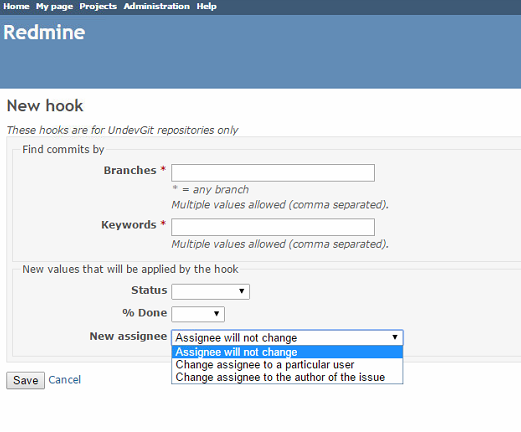 Home My page Projects Administration Help
Redmine
New hook
These hooks are for UndevGit repositories only
Find commits by
Branches *
* = any branch
Multiple values allowed (comma separated).
Keywords *
Multiple values allowed (comma separated).
New values that will be applied by the hook
Status
% Done
New assignee Assignee will not change
Assignee will not change
Change assignee to a particular user
Change assignee to the author of the issue
Save Cancel